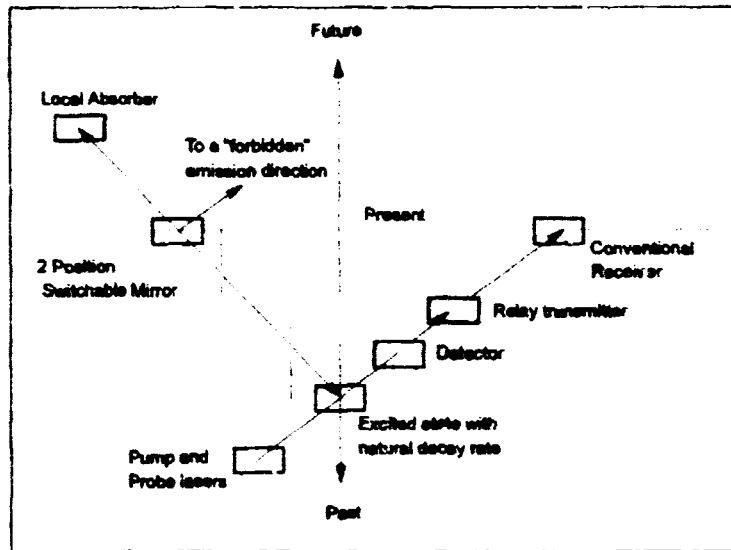 Future
Local Absorber
To a "forbidden"
emission direction
Present
2 Position
Switchable Mirror
Conventional
Receiver
Relay transmitter
Detector
Excited state with
natural decay rate
Pump and
Probe lasers
Past